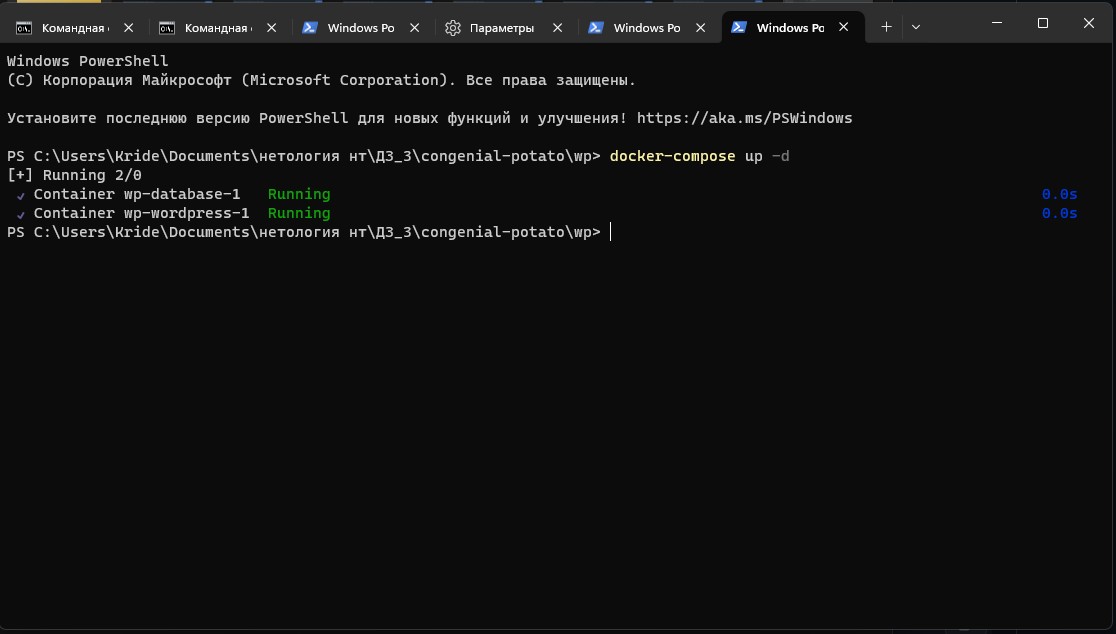 Командная
Командная
Windows Po
Параметры
Windows Po
Windows Po
Windows PowerShell
(C) Корпорация Майкрософт (Microsoft Corporation). Все права защищены.
Установите последнюю версию PowerShell для новых функций и улучшения! https://aka.ms/PSWindows
PS C:\Users\Kride\Documents\нетология нт\ДЗ_3\congenial-potato\wp> docker-compose up -d
[+] Running 2/0
✓ Container wp-database-1 Running 0.0s
✓ Container wp-wordpress-1 Running 0.0s
PS C:\Users\Kride\Documents\нетология нт\ДЗ_3\congenial-potato\wp>